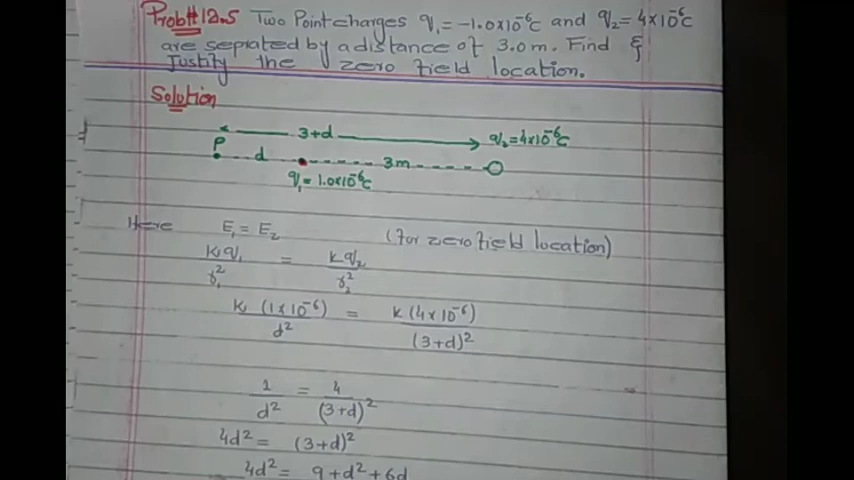 Prob# 12.5 Two Point charges q₁ = -1.0×10⁻⁶C and q₂ = 4×10⁻⁶C
are seprated by a distance of 3.0 m. Find &
Justify the zero field location.
Solution
3+d
q₂=4×10⁻⁶C
P
d
3m
q₁ = 1.0×10⁻⁶C
Here E₁ = E₂ (For zero field location)
Kq₁/r₁² = Kq₂/r₂²
K(1×10⁻⁶)/d² = K(4×10⁻⁶)/(3+d)²
1/d² = 4/(3+d)²
4d² = (3+d)²
4d² = 9+d²+6d